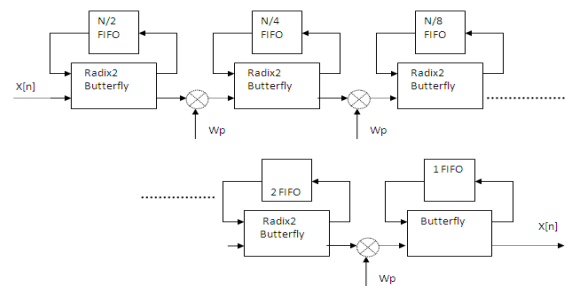 N/2
FIFO
N/4
FIFO
N/8
FIFO
Radix2
Butterfly
Radix2
Butterfly
Radix2
Butterfly
X[n]
Wp
Wp
2 FIFO
1 FIFO
Radix2
Butterfly
Butterfly
X[n]
Wp